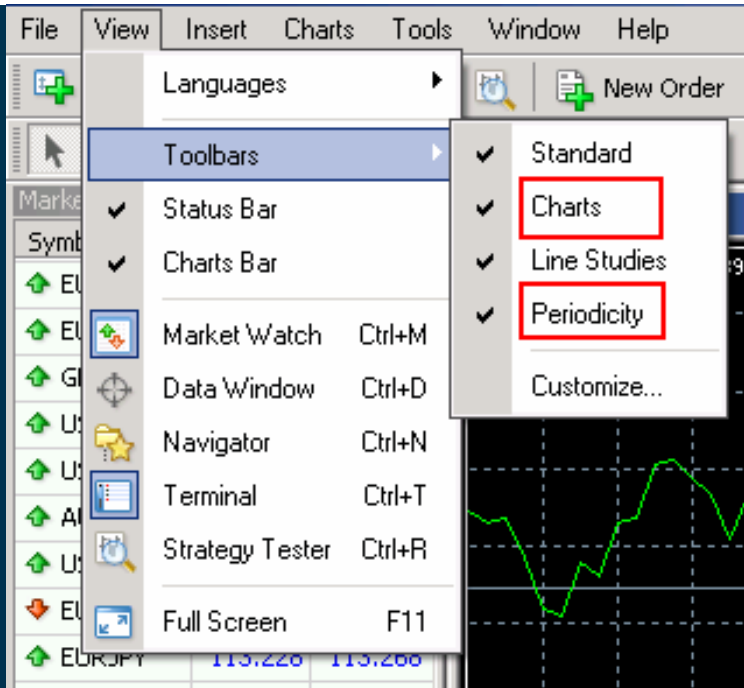 File View Insert Charts Tools Window Help
Languages
New Order
Toolbars
Standard
Status Bar
Charts
Charts Bar
Line Studies
Periodicity
Market Watch Ctrl+M
Data Window Ctrl+D
Customize...
Navigator Ctrl+N
Terminal Ctrl+T
Strategy Tester Ctrl+R
Full Screen F11
EURJPY 113.228 113.268